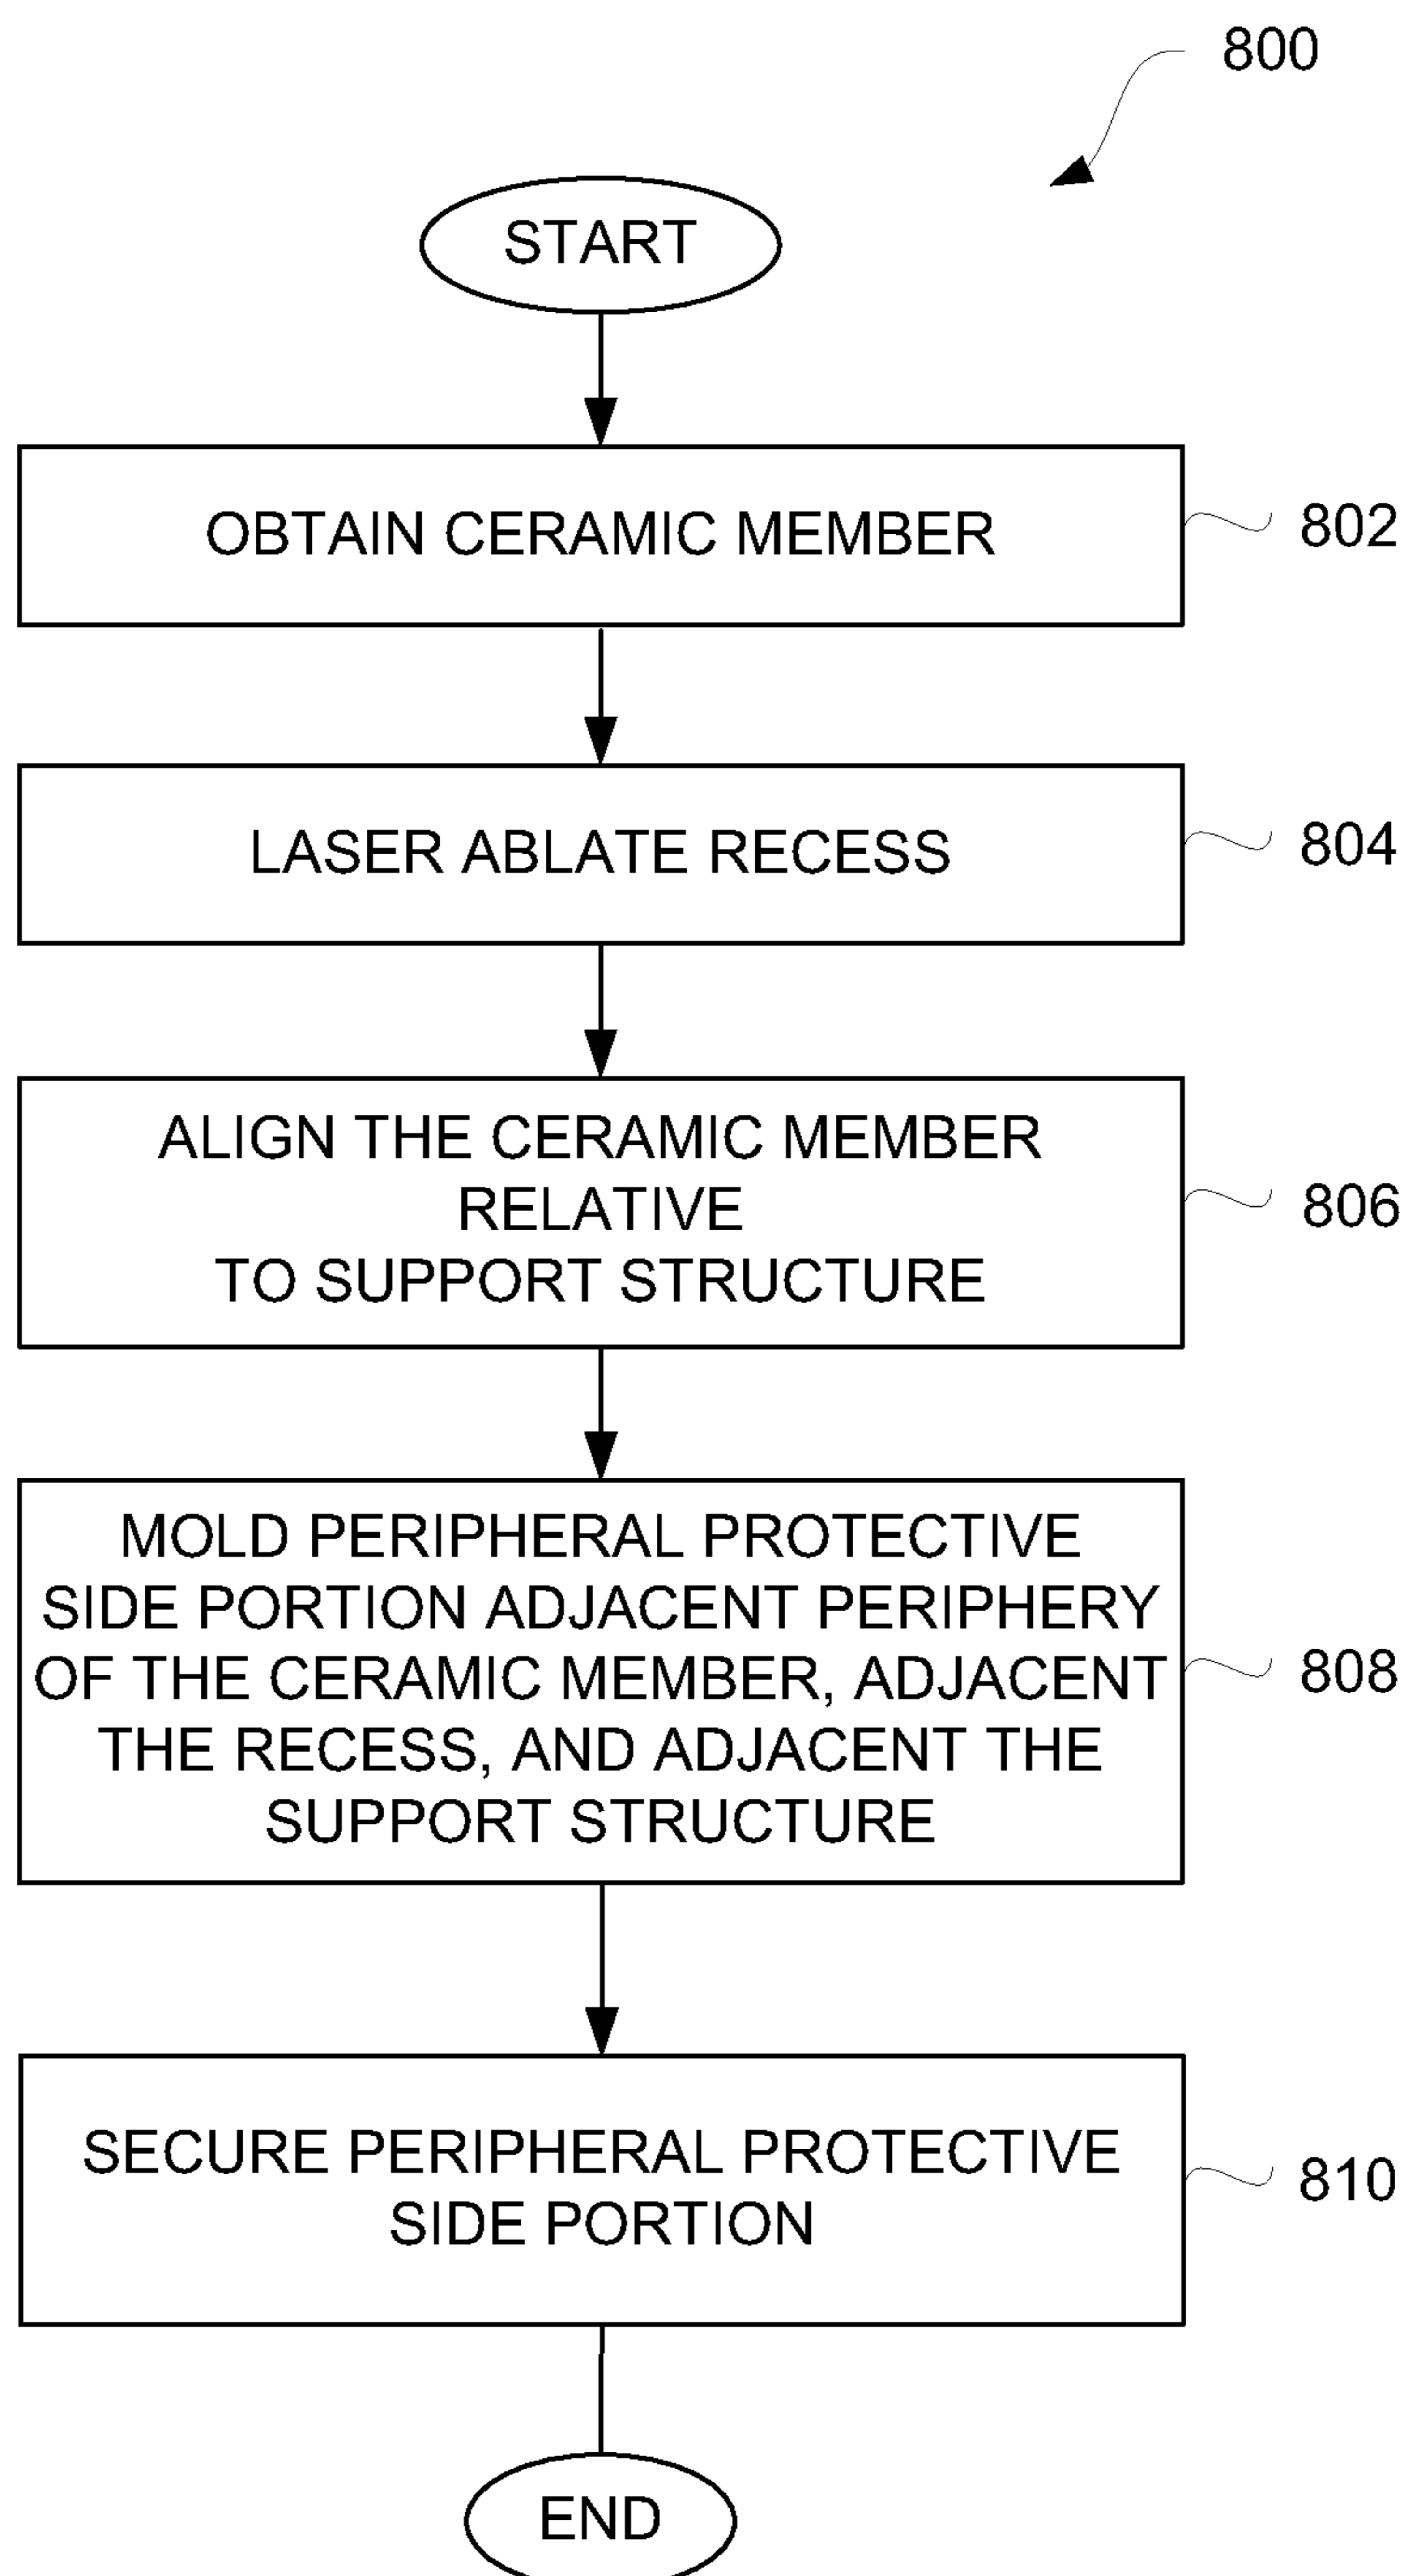 800
START
OBTAIN CERAMIC MEMBER
802
LASER ABLATE RECESS
804
ALIGN THE CERAMIC MEMBER
RELATIVE
TO SUPPORT STRUCTURE
806
MOLD PERIPHERAL PROTECTIVE
SIDE PORTION ADJACENT PERIPHERY
OF THE CERAMIC MEMBER, ADJACENT
THE RECESS, AND ADJACENT THE
SUPPORT STRUCTURE
808
SECURE PERIPHERAL PROTECTIVE
SIDE PORTION
810
END